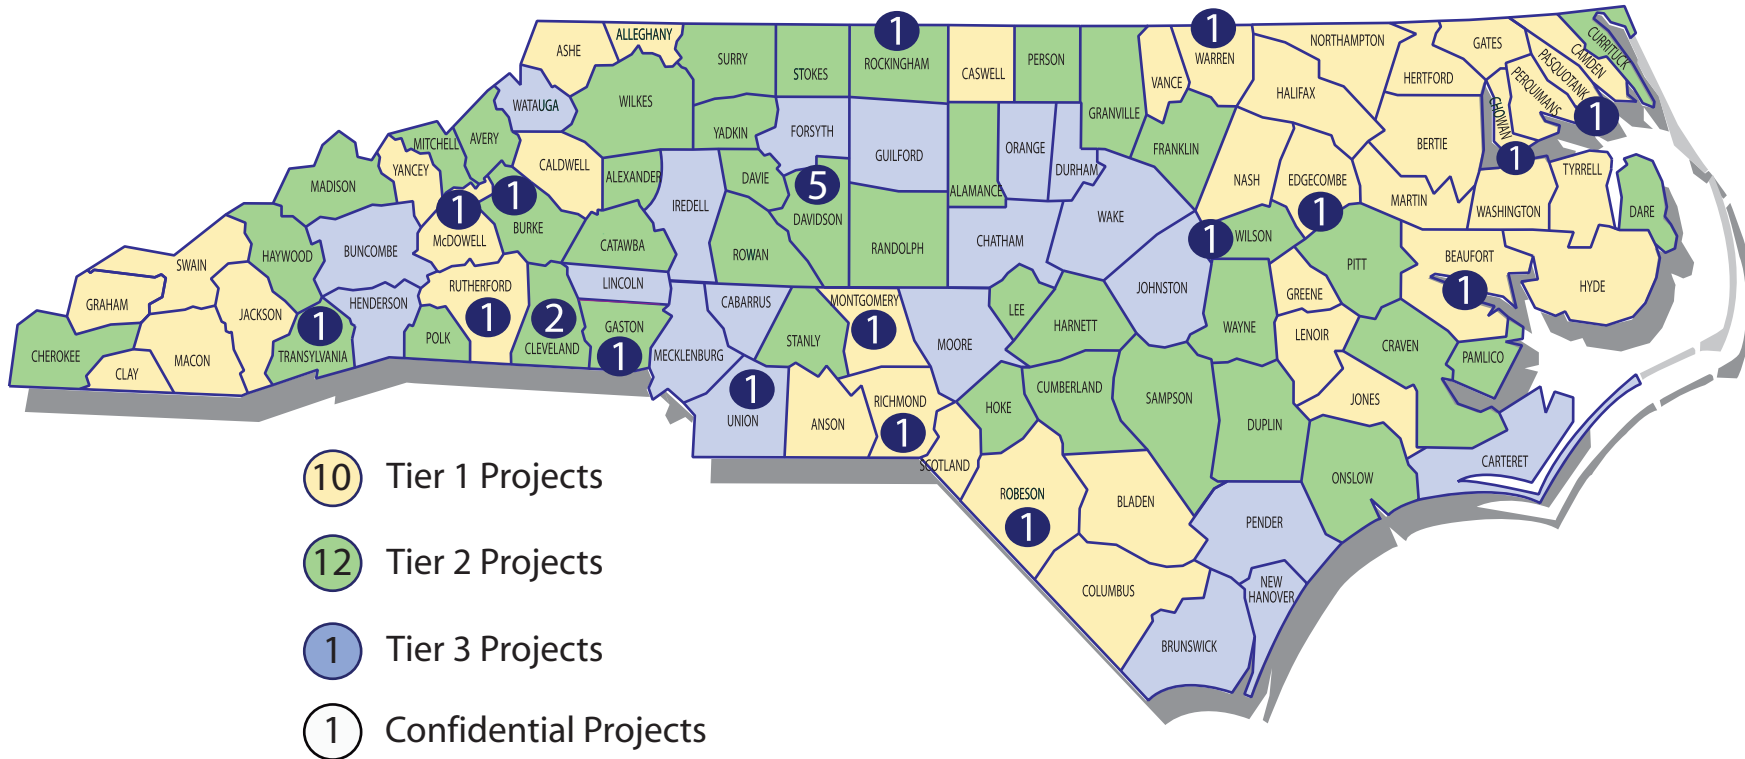 ALLEGHANY
ASHE
SURRY
STOKES
1
ROCKINGHAM
CASWELL
PERSON
GRANVILLE
VANCE
1
WARREN
NORTHAMPTON
HALIFAX
GATES
HERTFORD
CURRITUCK
CAMDEN
PASQUOTANK
1
PERQUIMANS
CHOWAN
1
WATAUGA
WILKES
YADKIN
FORSYTH
GUILFORD
ALAMANCE
ORANGE
DURHAM
FRANKLIN
NASH
EDGECOMBE
1
BERTIE
MARTIN
WASHINGTON
TYRRELL
DARE
MITCHELL
AVERY
YANCEY
CALDWELL
ALEXANDER
IREDELL
DAVIE
5
DAVIDSON
RANDOLPH
CHATHAM
WAKE
1
WILSON
PITT
BEAUFORT
1
HYDE
MADISON
HAYWOOD
BUNCOMBE
1
McDOWELL
1
BURKE
CATAWBA
ROWAN
SWAIN
GRAHAM
JACKSON
HENDERSON
RUTHERFORD
1
POLK
2
CLEVELAND
LINCOLN
GASTON
1
MECKLENBURG
CABARRUS
STANLY
MONTGOMERY
1
MOORE
LEE
HARNETT
JOHNSTON
WAYNE
GREENE
LENOIR
CRAVEN
PAMLICO
CHEROKEE
CLAY
MACON
1
TRANSYLVANIA
1
UNION
ANSON
RICHMOND
1
SCOTLAND
HOKE
CUMBERLAND
SAMPSON
DUPLIN
JONES
ONSLOW
CARTERET
ROBESON
1
BLADEN
PENDER
COLUMBUS
NEW
HANOVER
BRUNSWICK
10 Tier 1 Projects
12 Tier 2 Projects
1 Tier 3 Projects
1 Confidential Projects